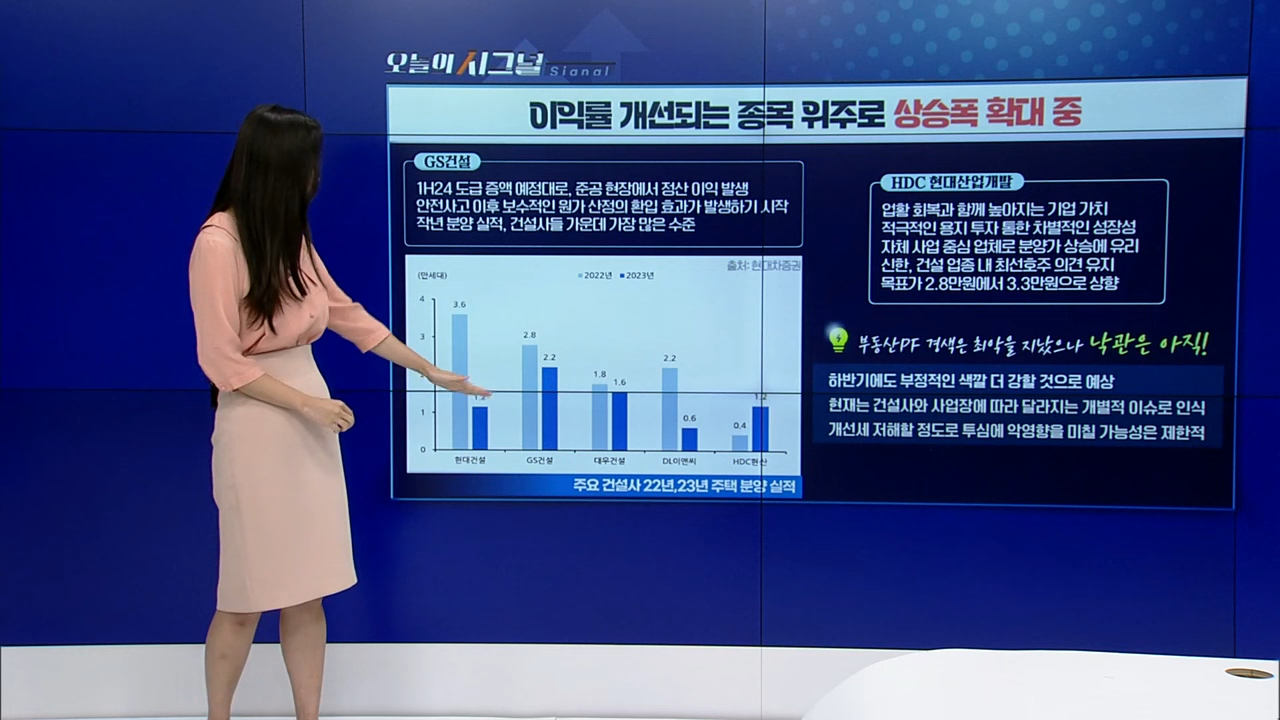 오늘의 시그널
Signal
이익률 개선되는 종목 위주로 상승폭 확대 중
GS건설
1H24 도급 증액 예정대로, 준공 현장에서 정산 이익 발생
안전사고 이후 보수적인 원가 산정의 환입 효과가 발생하기 시작
작년 분양 실적, 건설사들 가운데 가장 많은 수준
출처: 현대차증권
(만세대)
2022년 2023년
4
3
1
0
3.6
2.8
2.2
1.8
1.6
2.2
0.6
0.4
1.2
현대건설 GS건설 대우건설 DL이앤씨 HDC현산
주요 건설사 22년,23년 주택 분양 실적
HDC 현대산업개발
업황 회복과 함께 높아지는 기업 가치
적극적인 용지 투자 통한 차별적인 성장성
자체 사업 중심 업체로 분양가 상승에 유리
신한, 건설 업종 내 최선호주 의견 유지
목표가 2.8만원에서 3.3만원으로 상향
부동산PF 경색은 최악을 지났으나 낙관은 아직!
하반기에도 부정적인 색깔 더 강할 것으로 예상
현재는 건설사와 사업장에 따라 달라지는 개별적 이슈로 인식
개선세 저해할 정도로 투심에 악영향을 미칠 가능성은 제한적